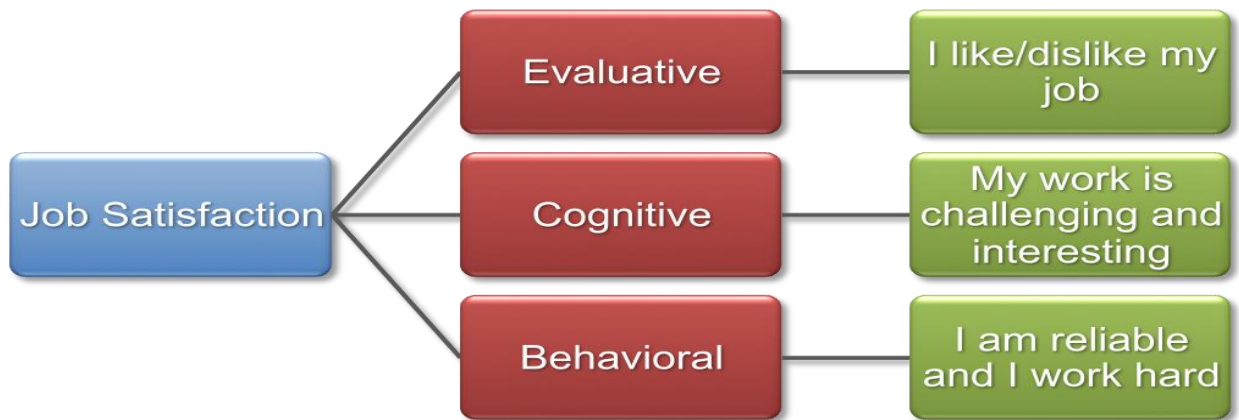 Job Satisfaction
Evaluative
I like/dislike my
job
Cognitive
My work is
challenging and
interesting
Behavioral
I am reliable
and I work hard